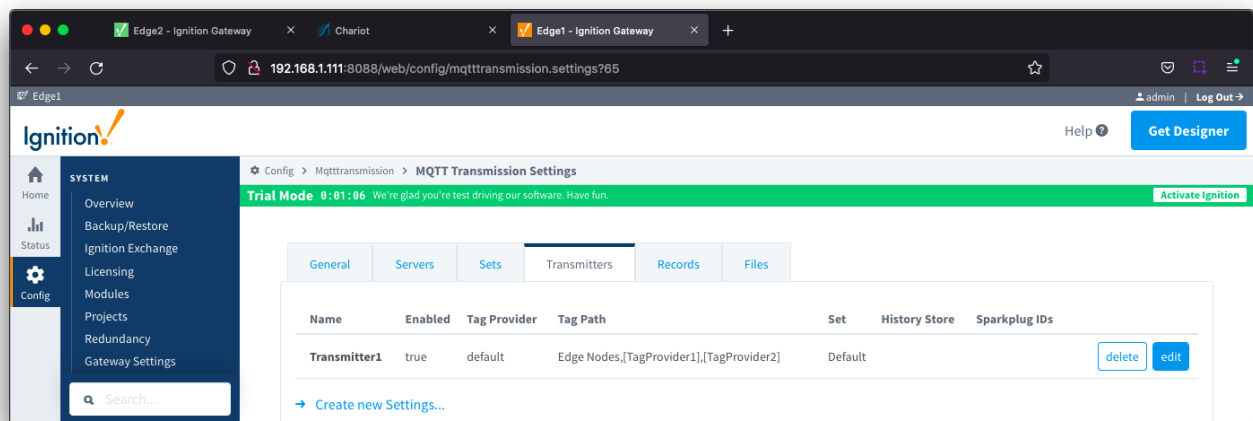 Edge2 - Ignition Gateway
Chariot
Edge1 - Ignition Gateway
192.168.1.111:8088/web/config/mqtttransmission.settings?65
Edge1
admin | Log Out
Ignition!
Help
Get Designer
Home
Status
Config
SYSTEM
Overview
Backup/Restore
Ignition Exchange
Licensing
Modules
Projects
Redundancy
Gateway Settings
Search...
Config > Mqtttransmission > MQTT Transmission Settings
Trial Mode 0:01:06 We're glad you're test driving our software. Have fun.
Activate Ignition
General Servers Sets Transmitters Records Files
Name Enabled Tag Provider Tag Path Set History Store Sparkplug IDs
Transmitter1 true default Edge Nodes,[TagProvider1],[TagProvider2] Default delete edit
Create new Settings...